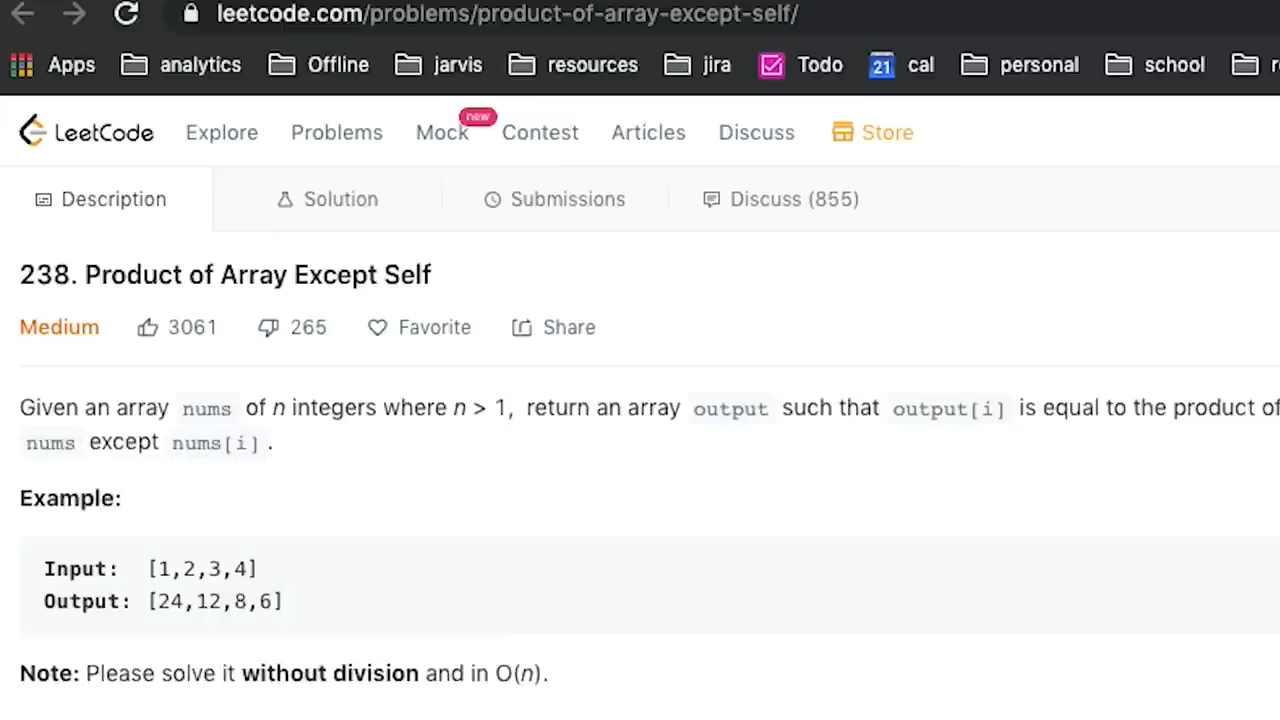 leetcode.com/problems/product-of-array-except-self/
Apps analytics Offline jarvis resources jira Todo 21 cal personal school
LeetCode Explore Problems Mock new Contest Articles Discuss Store
Description Solution Submissions Discuss (855)
238. Product of Array Except Self
Medium 3061 265 Favorite Share
Given an array nums of n integers where n > 1, return an array output such that output[i] is equal to the product of
nums except nums[i] .
Example:
Input: [1,2,3,4]
Output: [24,12,8,6]
Note: Please solve it without division and in O(n).